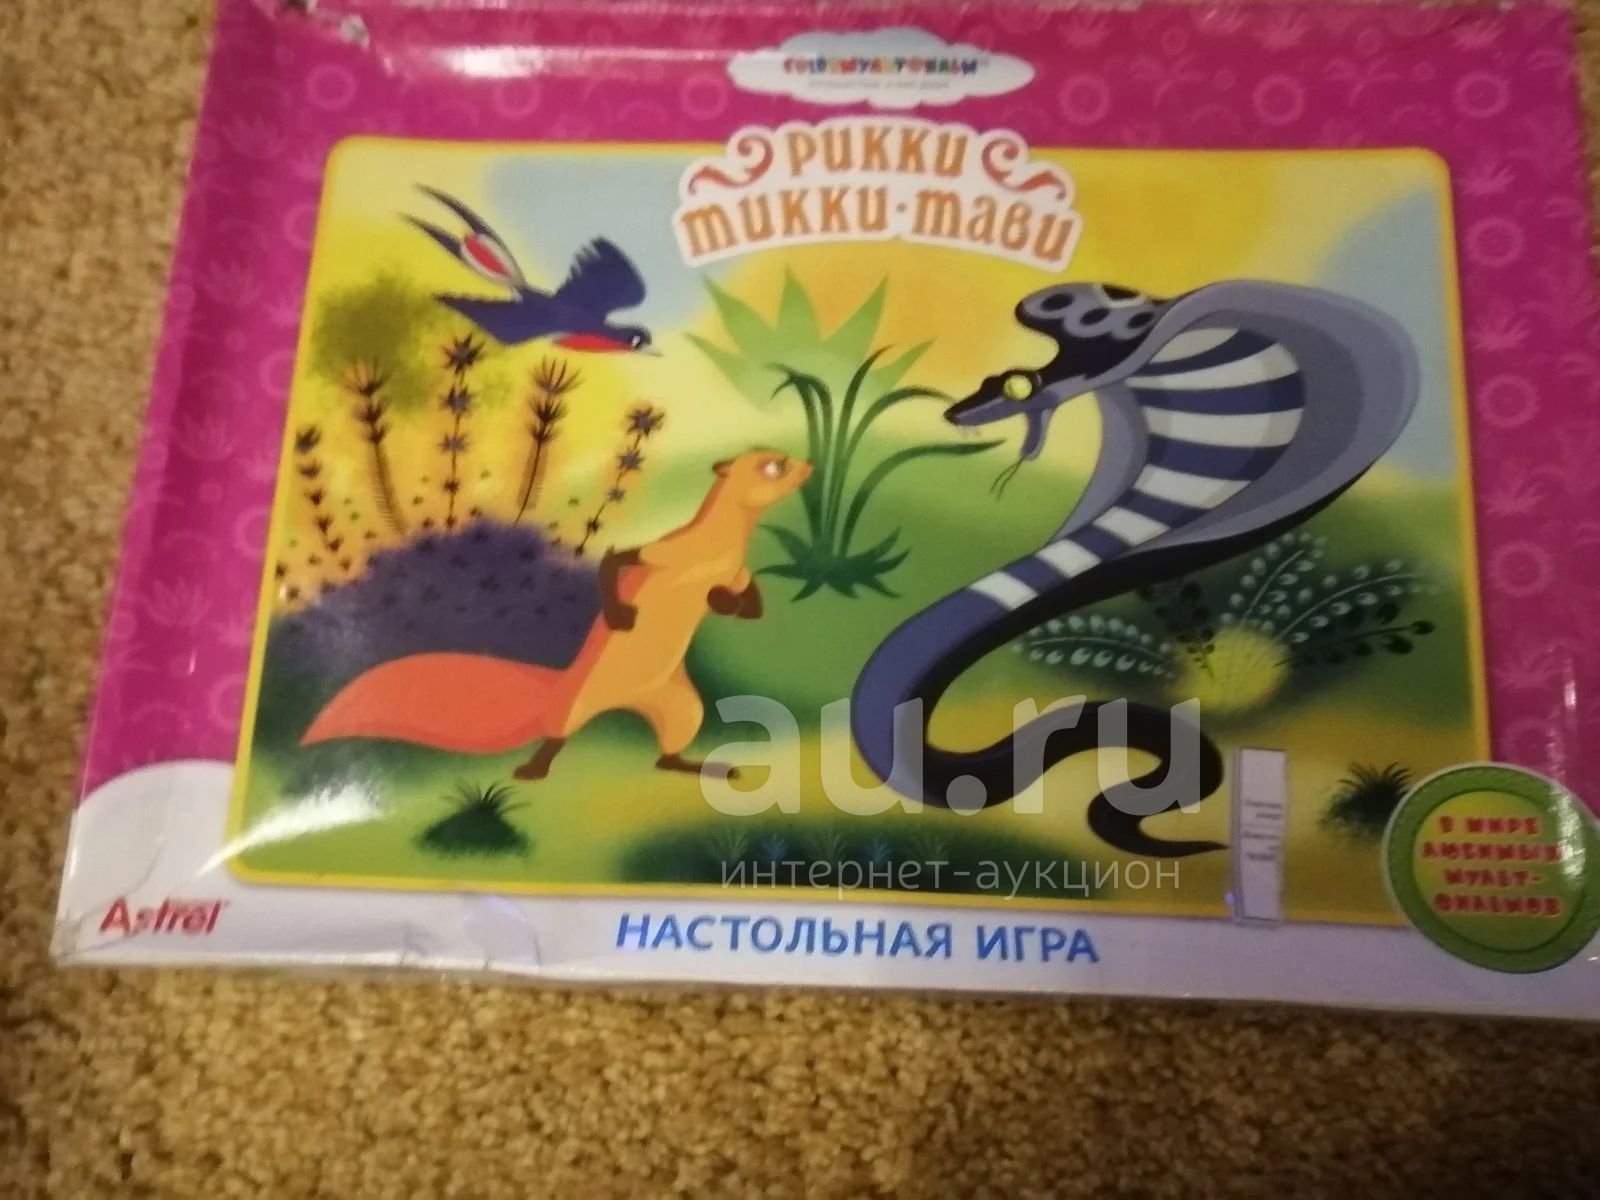 СОЮЗМУЛЬТФИЛЬМ
РИККИ
ТИККИ-ТАВИ
au.ru
интернет-аукцион
В МИРЕ
ЛЮБИМЫХ
МУЛЬТ-
ФИЛЬМОВ
Astrel
НАСТОЛЬНАЯ ИГРА